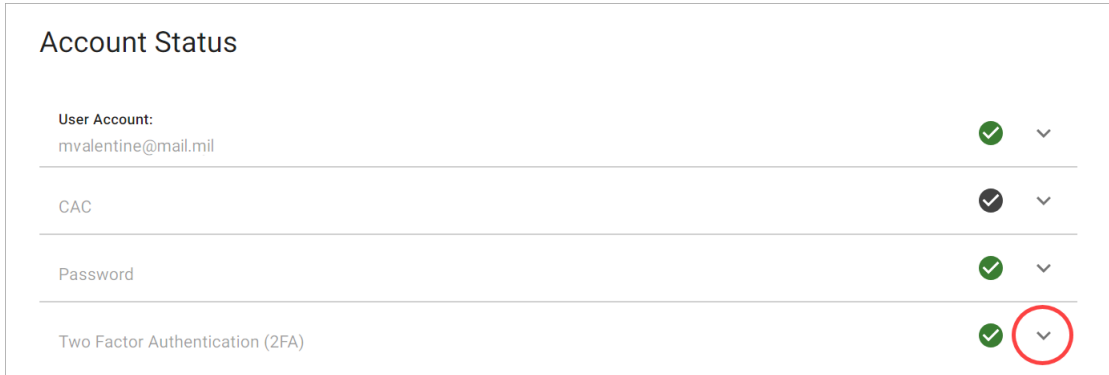 Account Status
User Account:
mvalentine@mail.mil
CAC
Password
Two Factor Authentication (2FA)